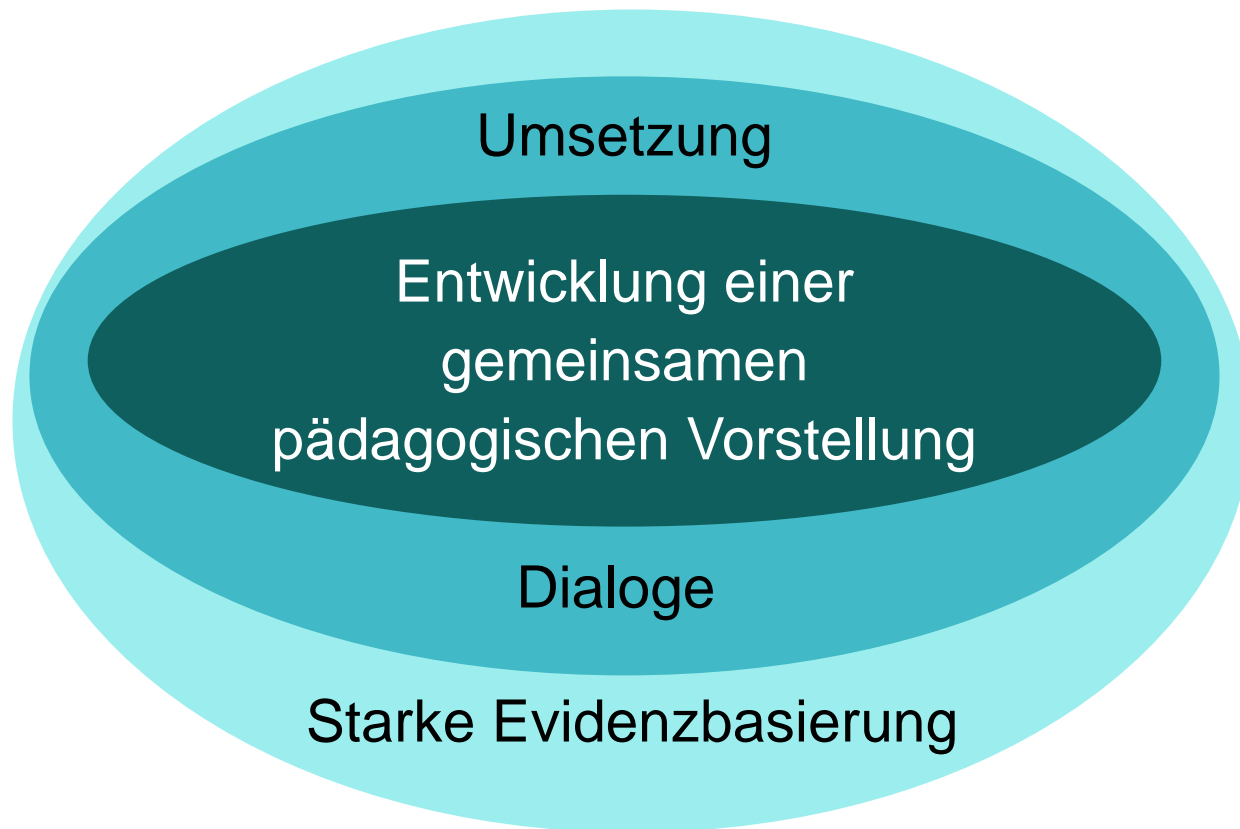 Umsetzung
Entwicklung einer
gemeinsamen
pädagogischen Vorstellung
Dialoge
Starke Evidenzbasierung